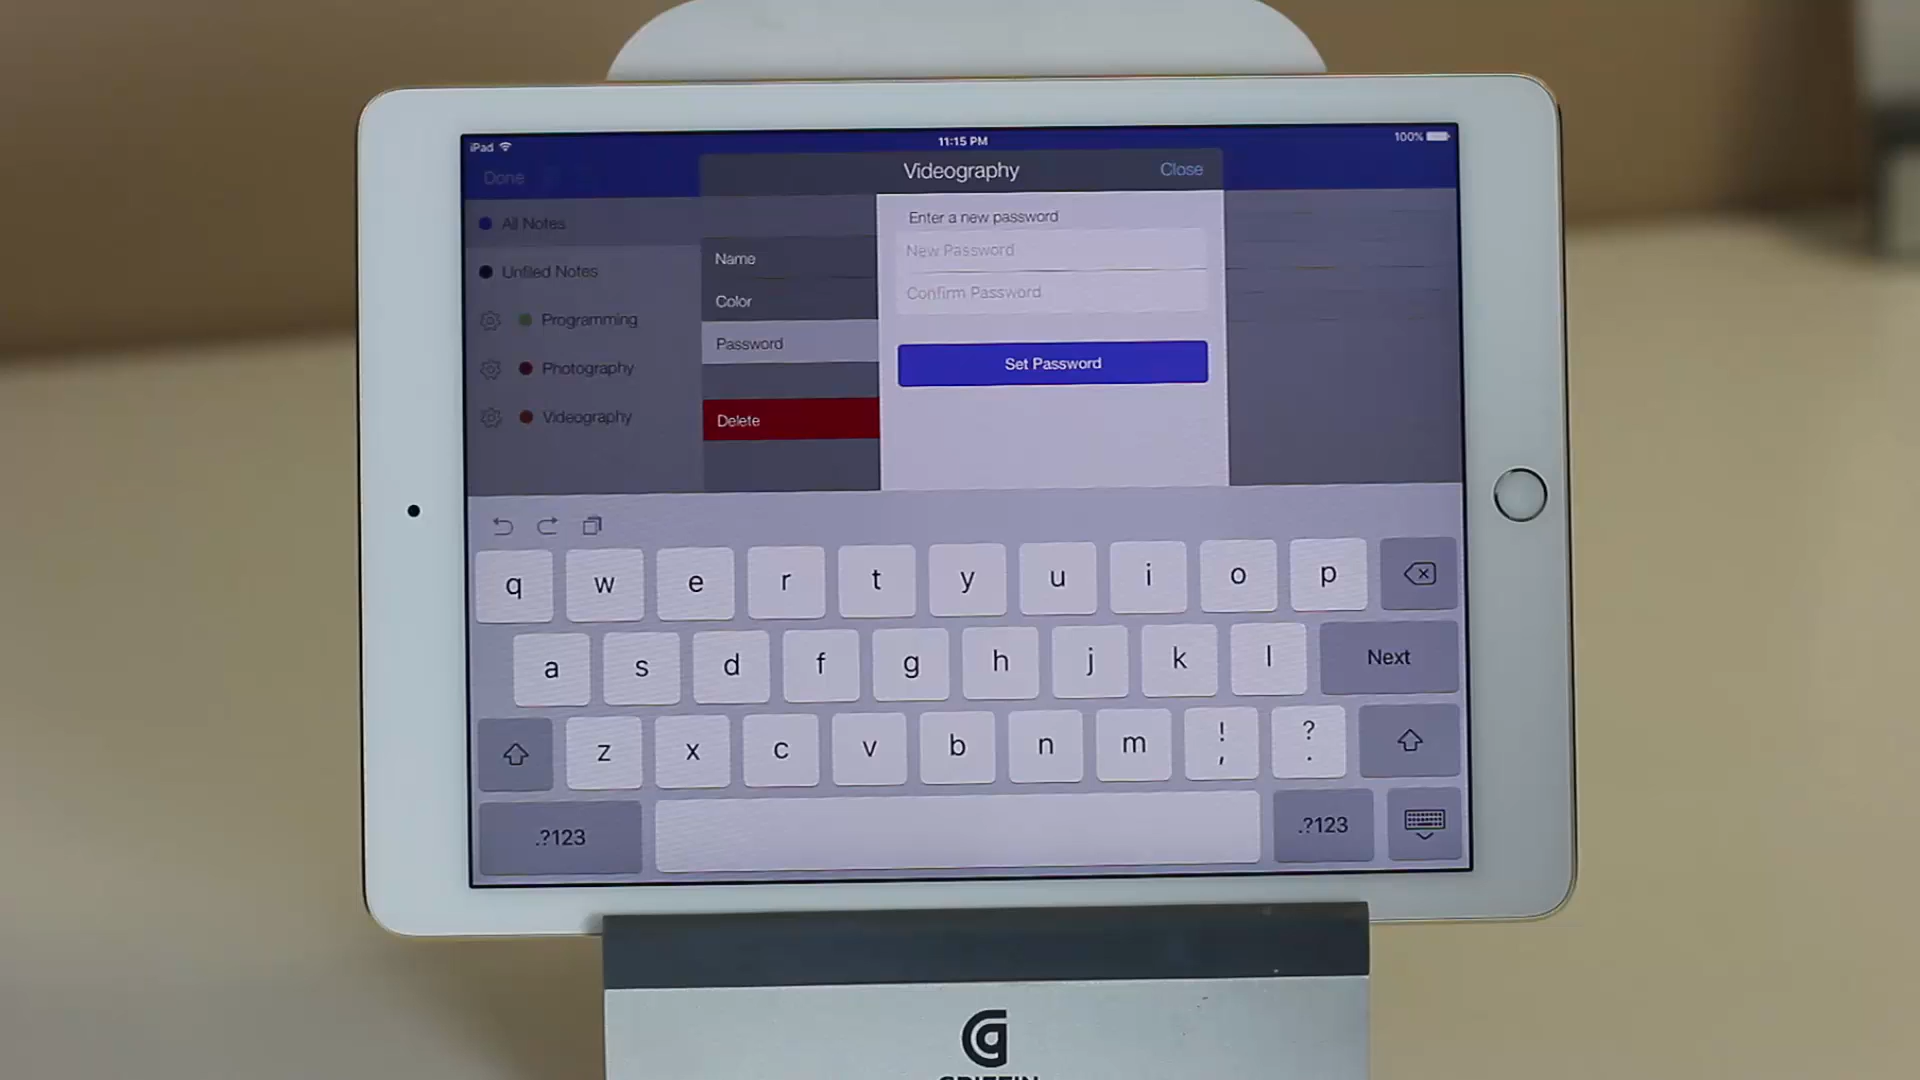 iPad
11:15 PM
100%
Done
Videography
Close
All Notes
Unfiled Notes
Programming
Photography
Videography
Name
Color
Password
Delete
Enter a new password
New Password
Confirm Password
Set Password
q w e r t y u i o p
a s d f g h j k l Next
z x c v b n m ! , ? .
.?123 .?123
GRIFFIN